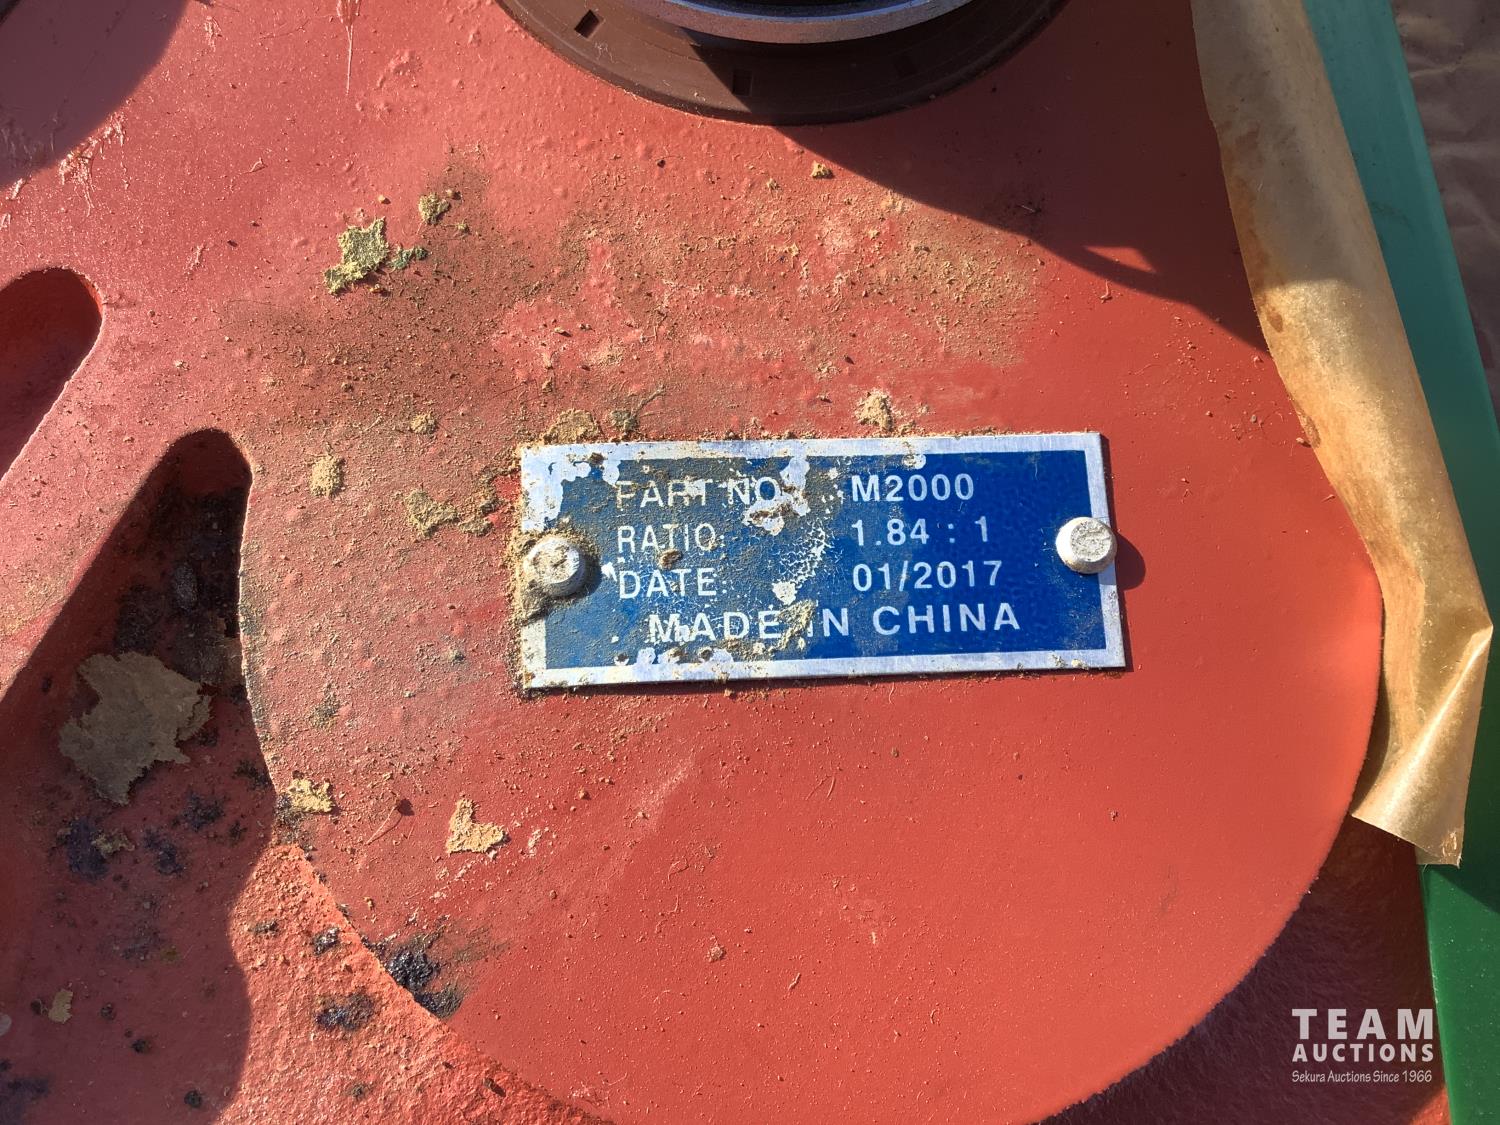 PART NO: M2000
RATIO: 1.84 : 1
DATE: 01/2017
MADE IN CHINA
TEAM
AUCTIONS
Sekura Auctions Since 1966